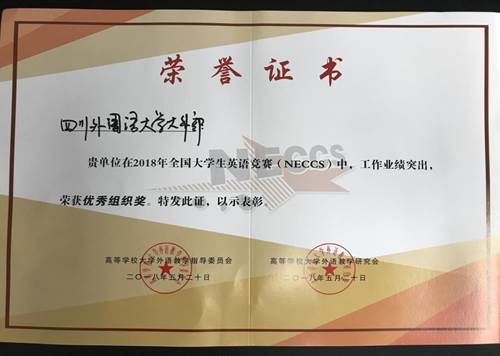 荣誉证书
四川外国语大学大外部
NECCS
贵单位在2018年全国大学生英语竞赛（NECCS）中，工作业绩突出，
荣获优秀组织奖。特发此证，以示表彰。
高等学校大学外语教学指导委员会
高等学校大学外语教学研究会
二〇一八年五月二十日
二〇一八年五月二十日